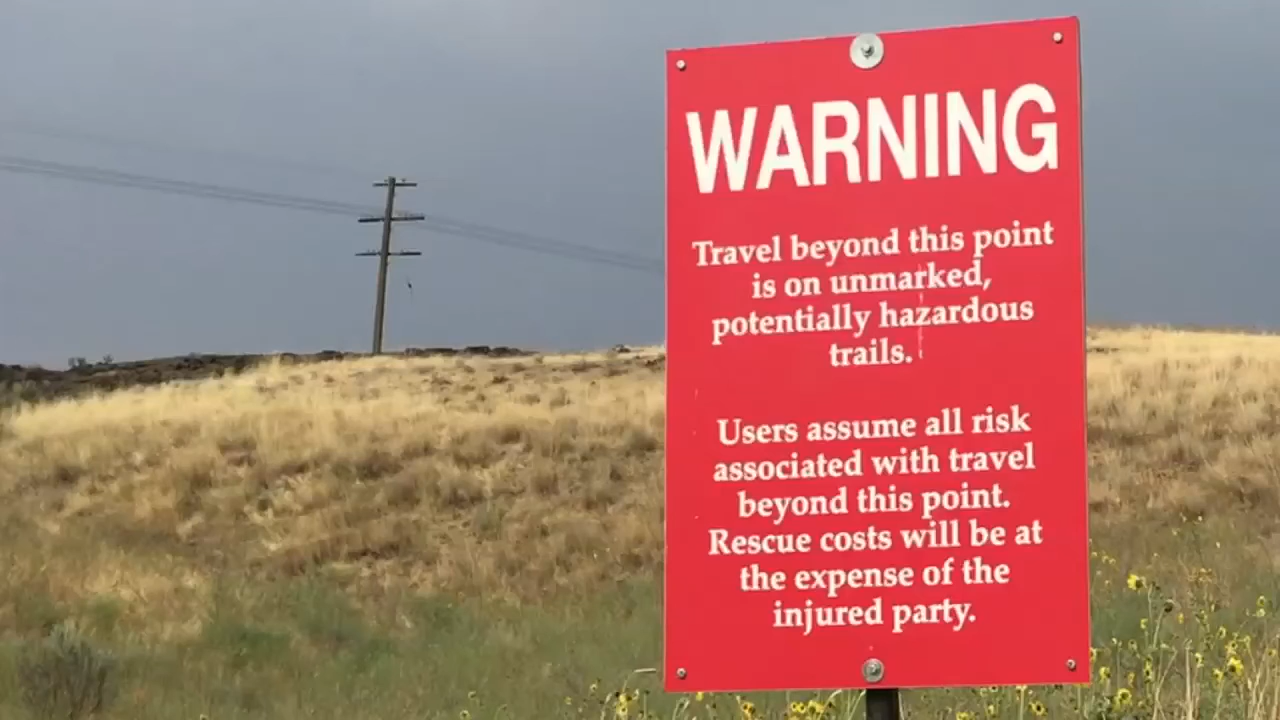 WARNING
Travel beyond this point
is on unmarked,
potentially hazardous
trails.
Users assume all risk
associated with travel
beyond this point.
Rescue costs will be at
the expense of the
injured party.